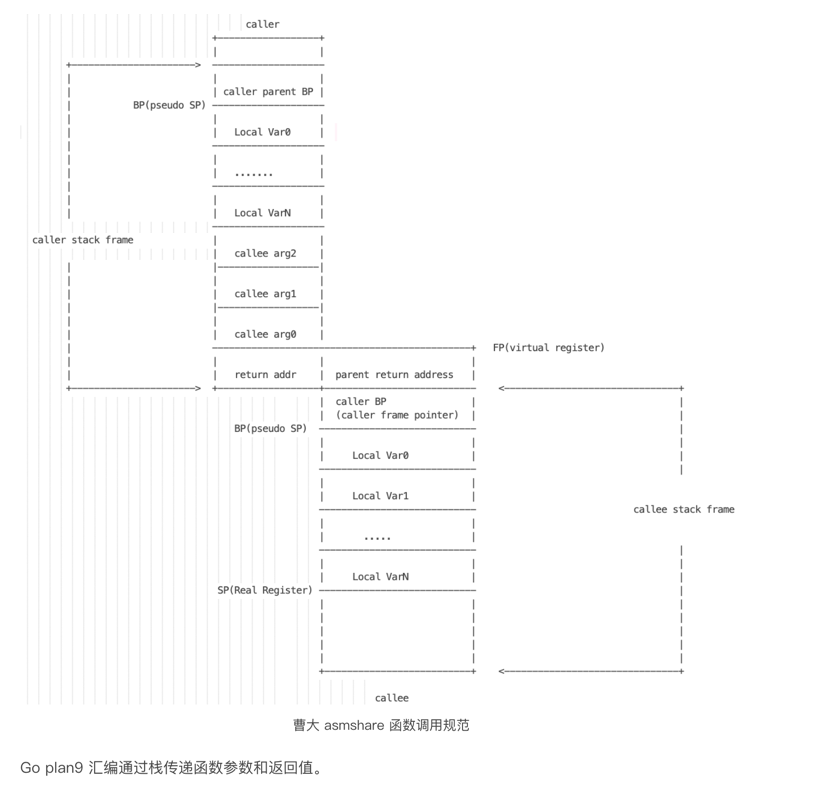 caller
caller parent BP
BP(pseudo SP)
Local Var0
.......
Local VarN
caller stack frame
callee arg2
callee arg1
callee arg0
FP(virtual register)
return addr parent return address
caller BP
(caller frame pointer)
BP(pseudo SP)
Local Var0
Local Var1
callee stack frame
.....
Local VarN
SP(Real Register)
callee
曹大 asmshare 函数调用规范
Go plan9 汇编通过栈传递函数参数和返回值。